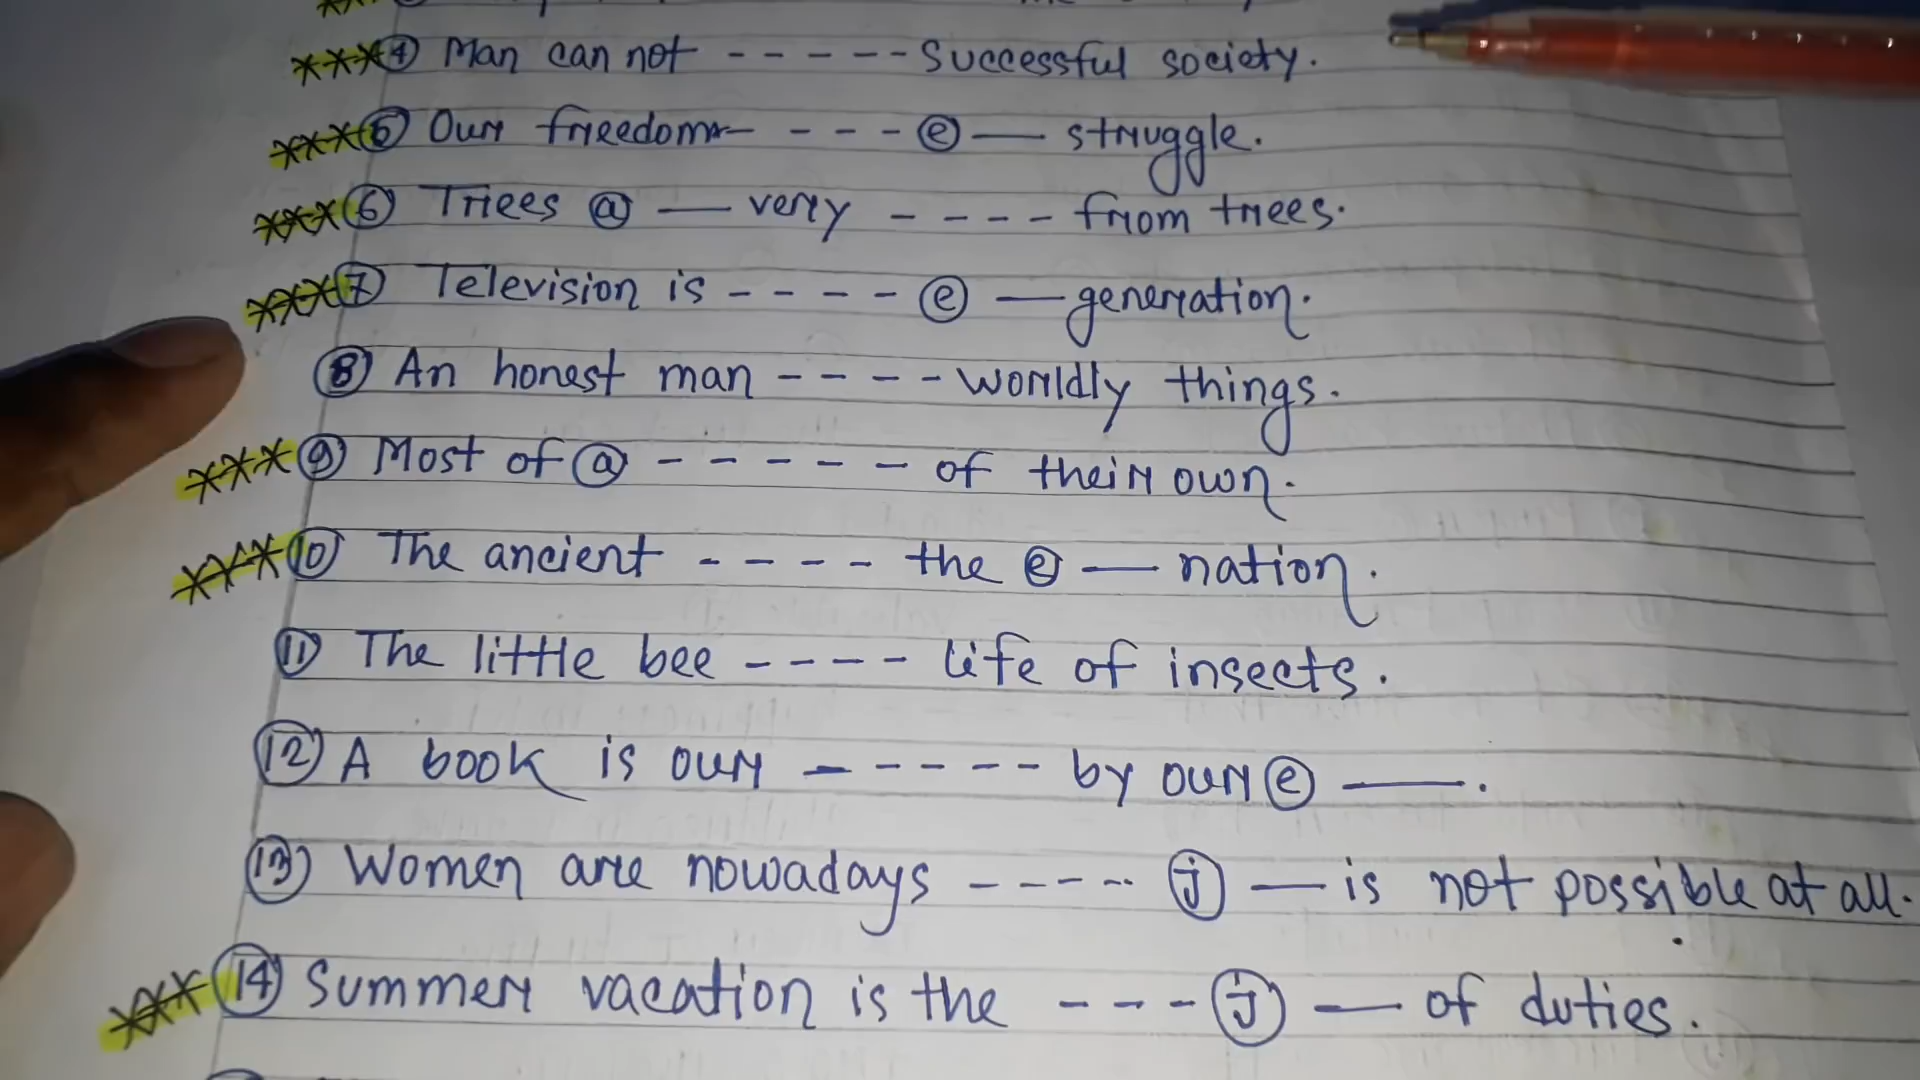 ***④ Man can not ------ Successful society.
***⑤ Our freedom ---- ⓔ — struggle.
***⑥ Trees ⓐ — very ---- from trees.
***⑦ Television is ---- ⓔ — generation.
⑧ An honest man ---- worldly things.
***⑨ Most of ⓐ ----- of their own.
***⑩ The ancient ---- the ⓔ — nation.
⑪ The little bee ---- life of insects.
⑫ A book is our ------ by our ⓔ —.
⑬ Women are nowadays ----- ⓙ — is not possible at all.
***⑭ Summer vacation is the --- ⓙ — of duties.